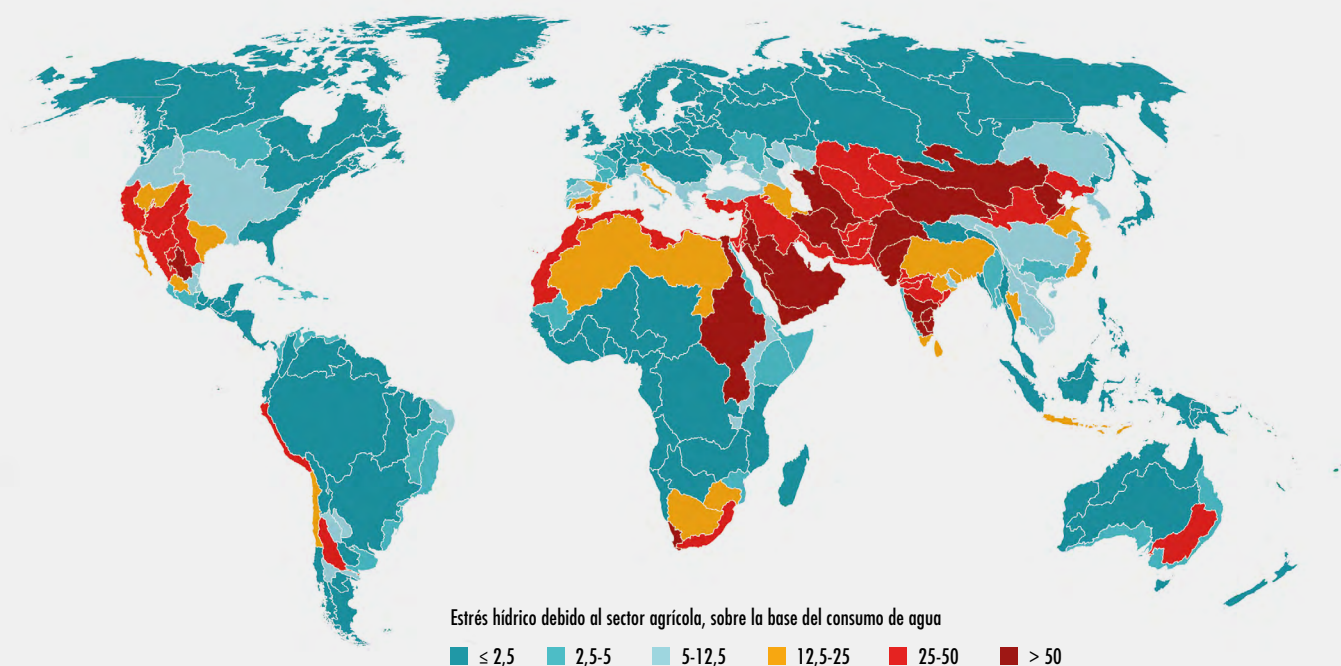 Estrés hídrico debido al sector agrícola, sobre la base del consumo de agua
≤ 2,5 2,5-5 5-12,5 12,5-25 25-50 > 50